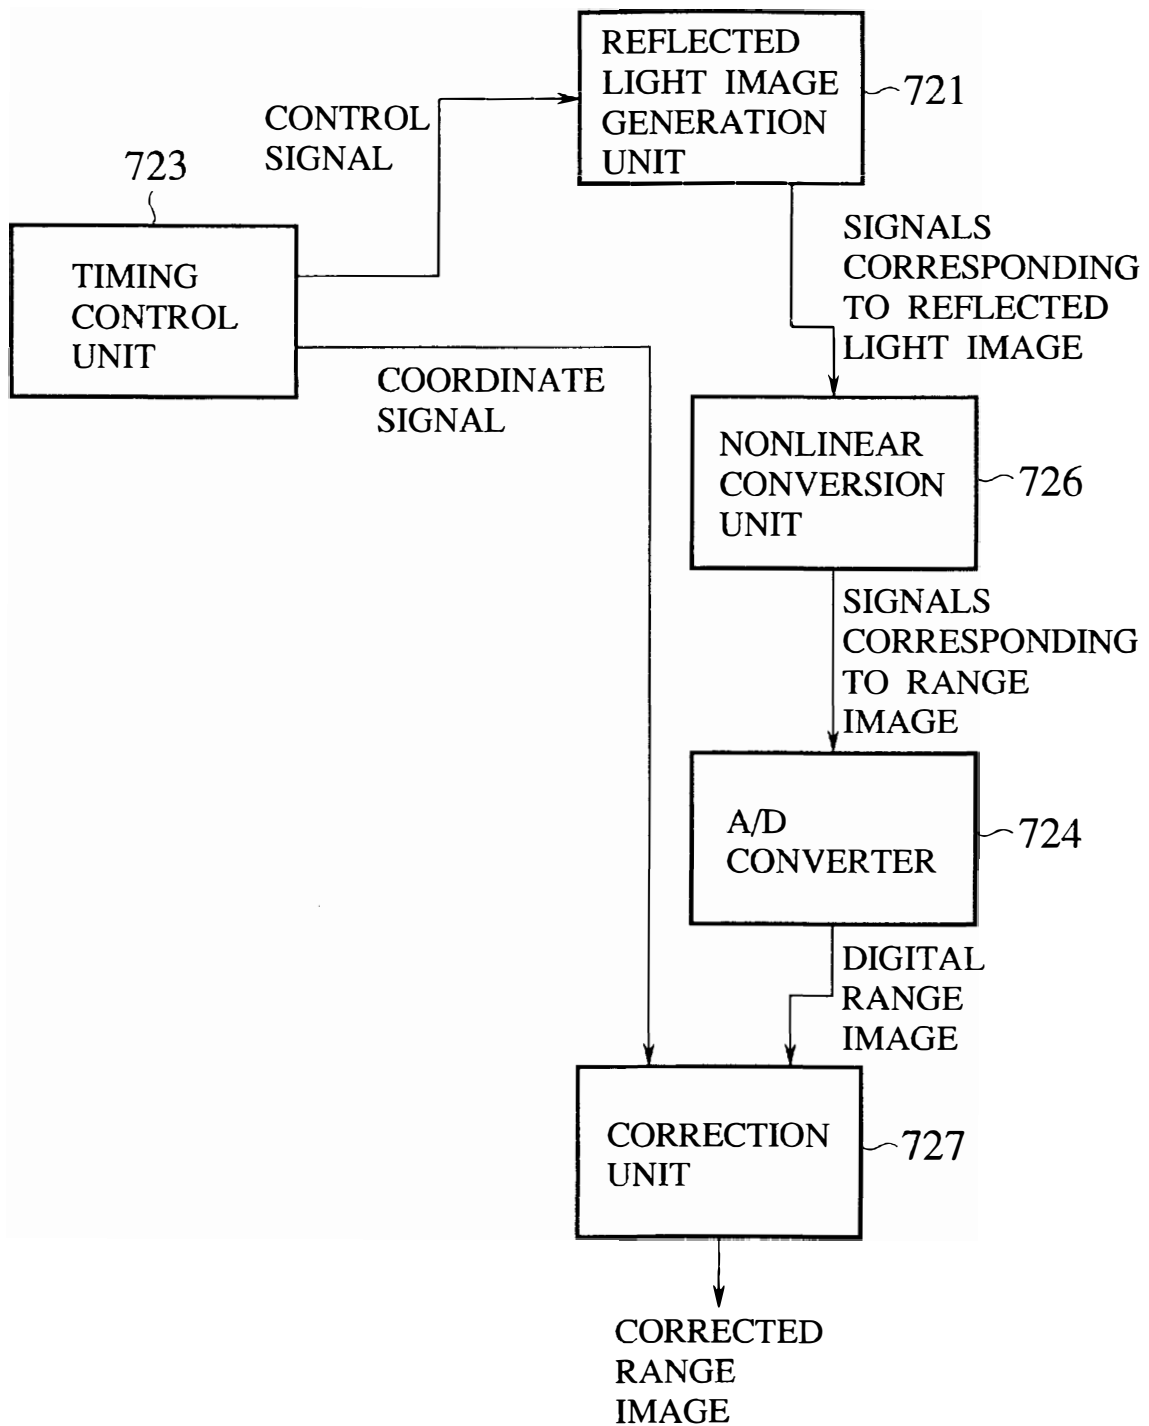 REFLECTED
LIGHT IMAGE
GENERATION
UNIT
721
CONTROL
SIGNAL
723
TIMING
CONTROL
UNIT
SIGNALS
CORRESPONDING
TO REFLECTED
LIGHT IMAGE
COORDINATE
SIGNAL
NONLINEAR
CONVERSION
UNIT
726
SIGNALS
CORRESPONDING
TO RANGE
IMAGE
A/D
CONVERTER
724
DIGITAL
RANGE
IMAGE
CORRECTION
UNIT
727
CORRECTED
RANGE
IMAGE